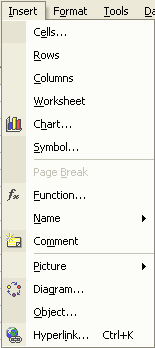 Insert Format Tools Da
Cells...
Rows
Columns
Worksheet
Chart...
Symbol...
Page Break
fx Function...
Name
Comment
Picture
Diagram...
Object...
Hyperlink... Ctrl+K